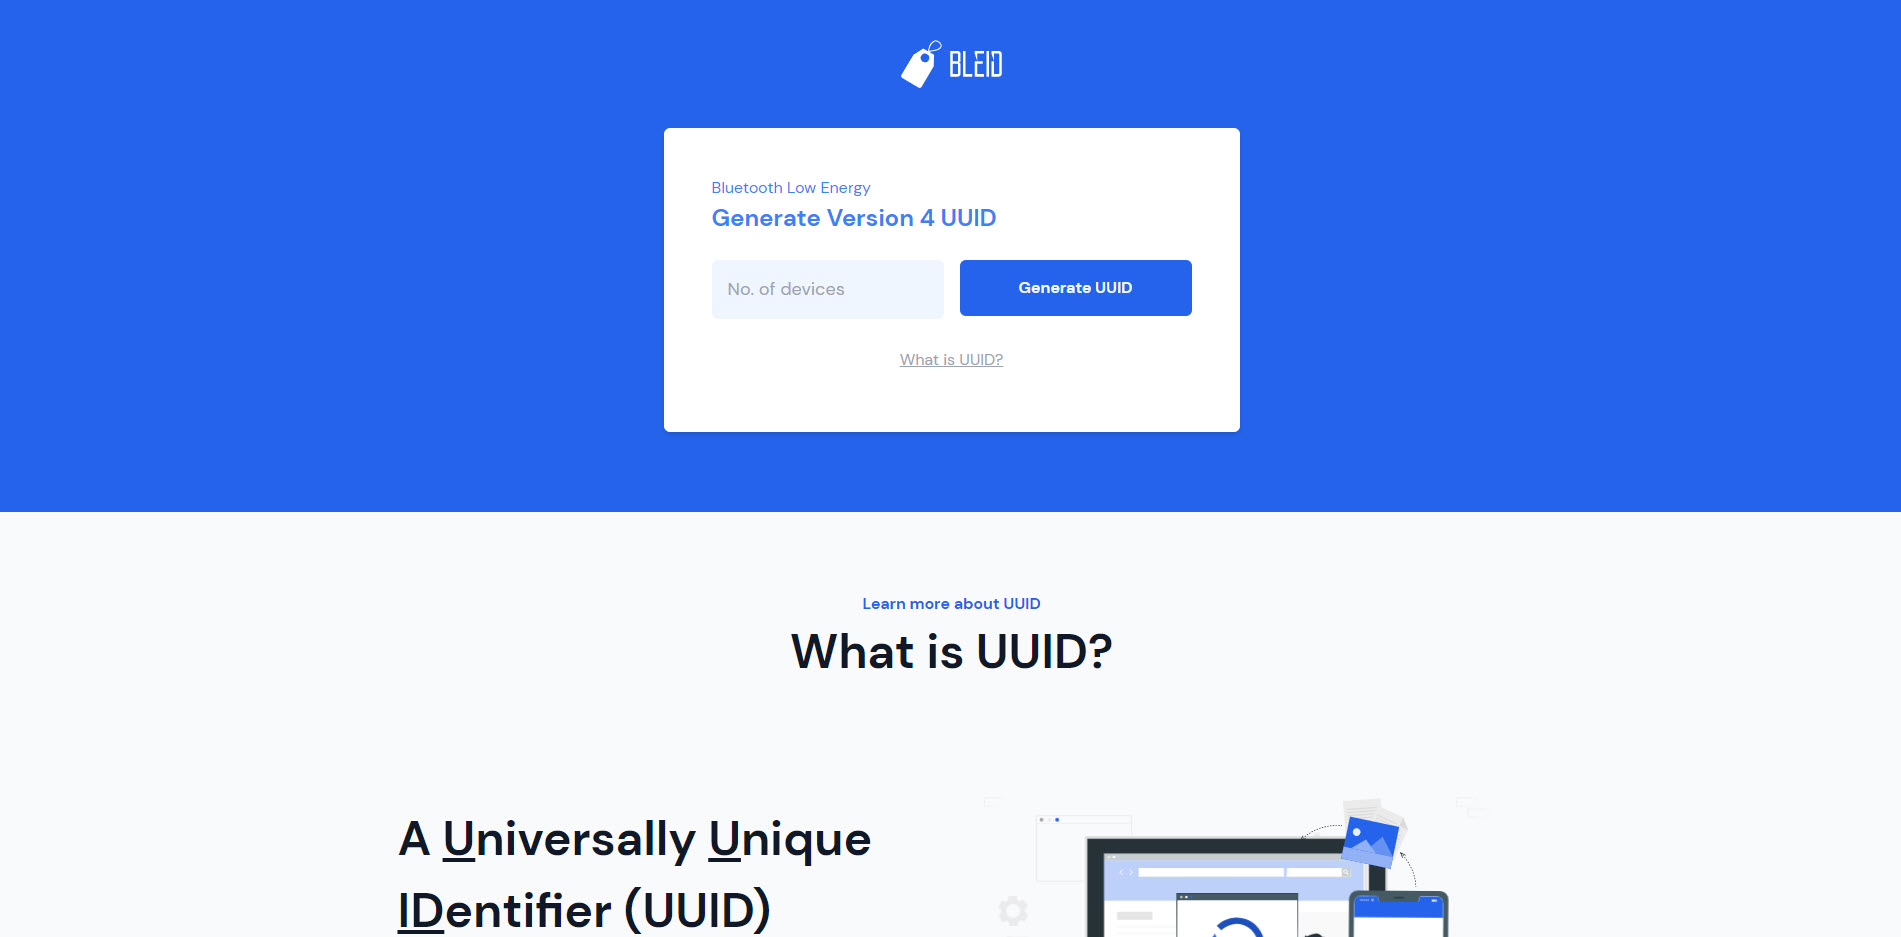 BLEID
Bluetooth Low Energy
Generate Version 4 UUID
No. of devices
Generate UUID
What is UUID?
Learn more about UUID
What is UUID?
A Universally Unique
IDentifier (UUID)